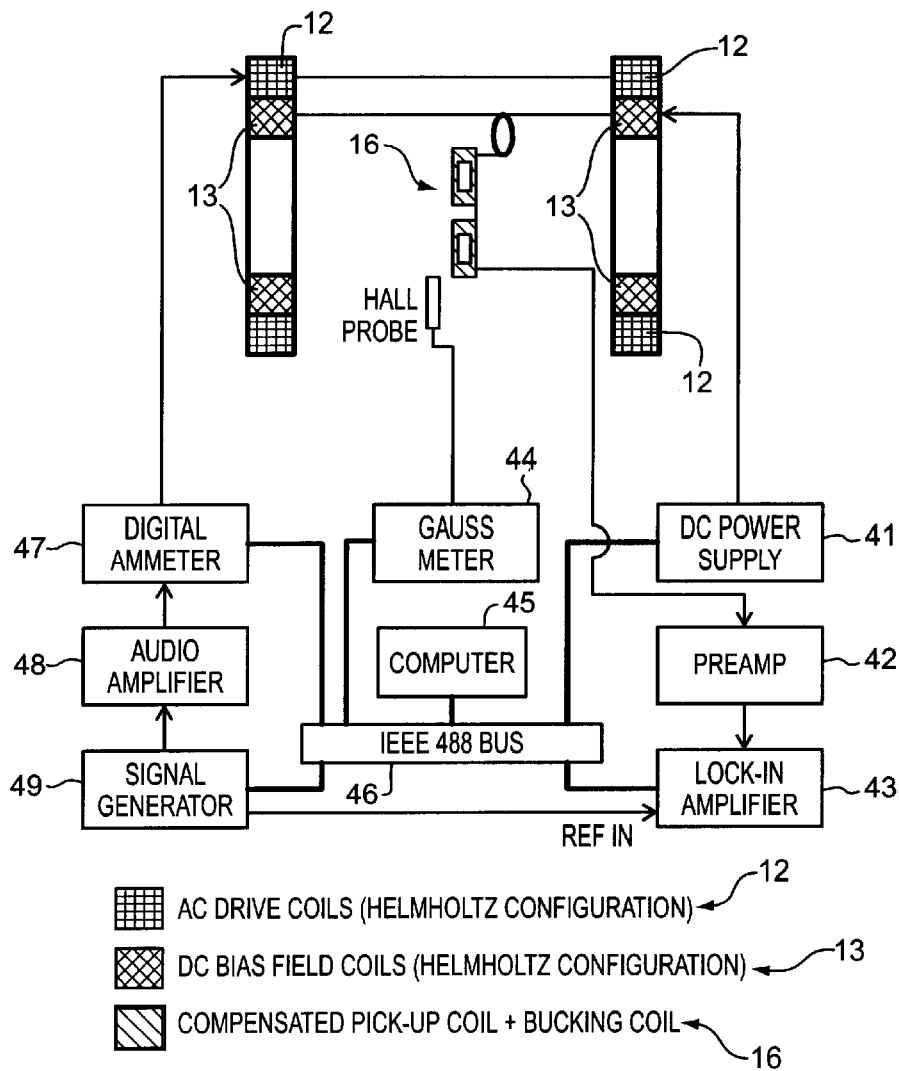 12
12
16
13
13
HALL
PROBE
12
44
47
DIGITAL
AMMETER
GAUSS
METER
DC POWER
SUPPLY
41
45
48
AUDIO
AMPLIFIER
COMPUTER
PREAMP
42
IEEE 488 BUS
49
SIGNAL
GENERATOR
46
LOCK-IN
AMPLIFIER
43
REF IN
12
AC DRIVE COILS (HELMHOLTZ CONFIGURATION)
DC BIAS FIELD COILS (HELMHOLTZ CONFIGURATION)
13
COMPENSATED PICK-UP COIL + BUCKING COIL
16